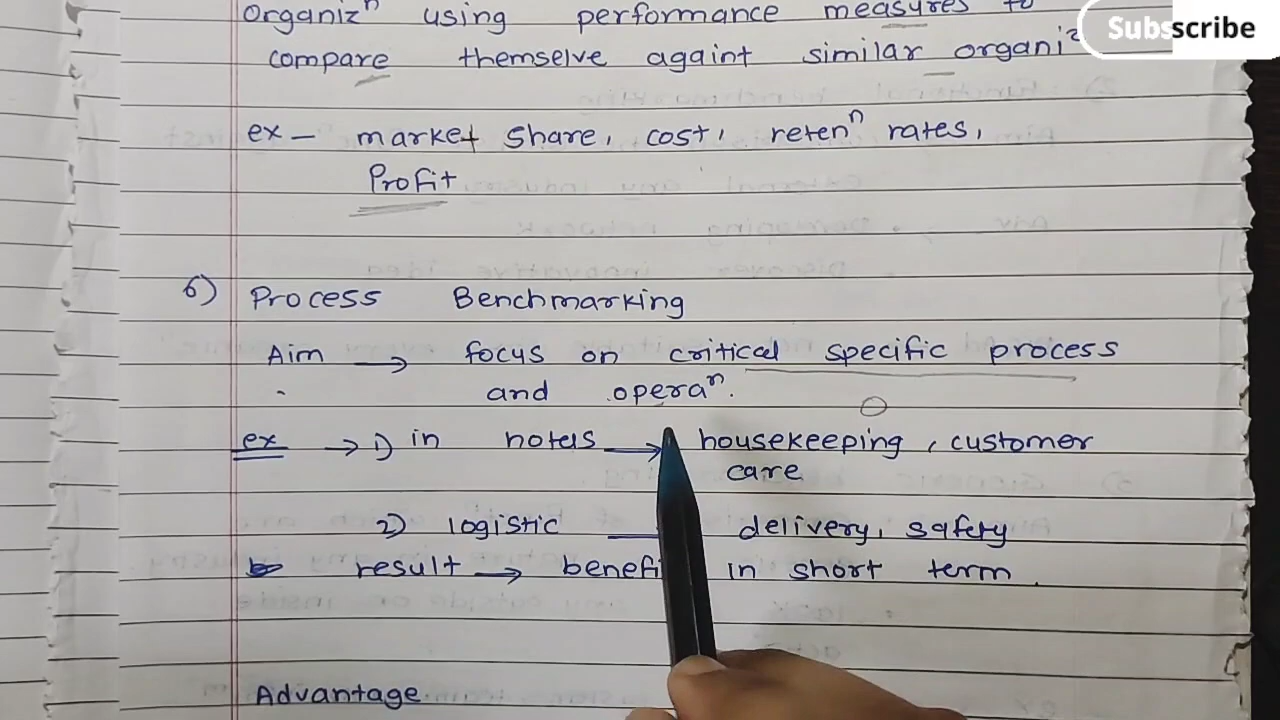 Organizⁿ using performance measures to
compare themselve againt similar organiz
Subscribe
ex – market share, cost, retenⁿ rates,
Profit
6) Process Benchmarking
Aim → focus on critical specific process
and operaⁿ.
ex → 1) in hotels → housekeeping, customer
care
2) logistic delivery, safety
result → benefi in short term.
Advantage